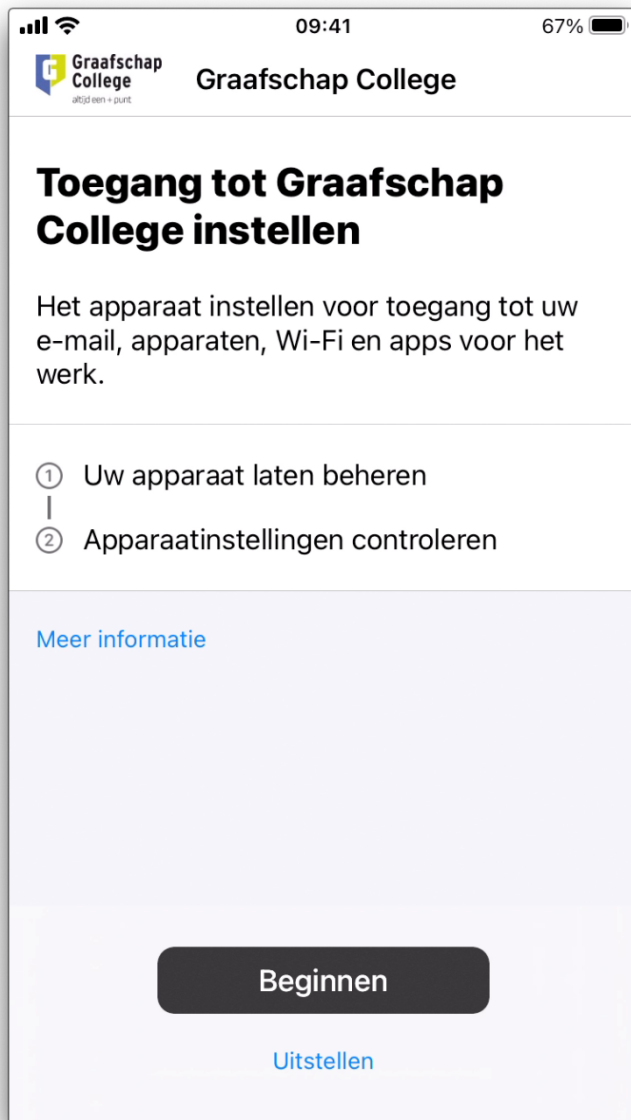 09:41
67%
Graafschap
College
altijd een + punt
Graafschap College
Toegang tot Graafschap
College instellen
Het apparaat instellen voor toegang tot uw
e-mail, apparaten, Wi-Fi en apps voor het
werk.
1 Uw apparaat laten beheren
2 Apparaatinstellingen controleren
Meer informatie
Beginnen
Uitstellen